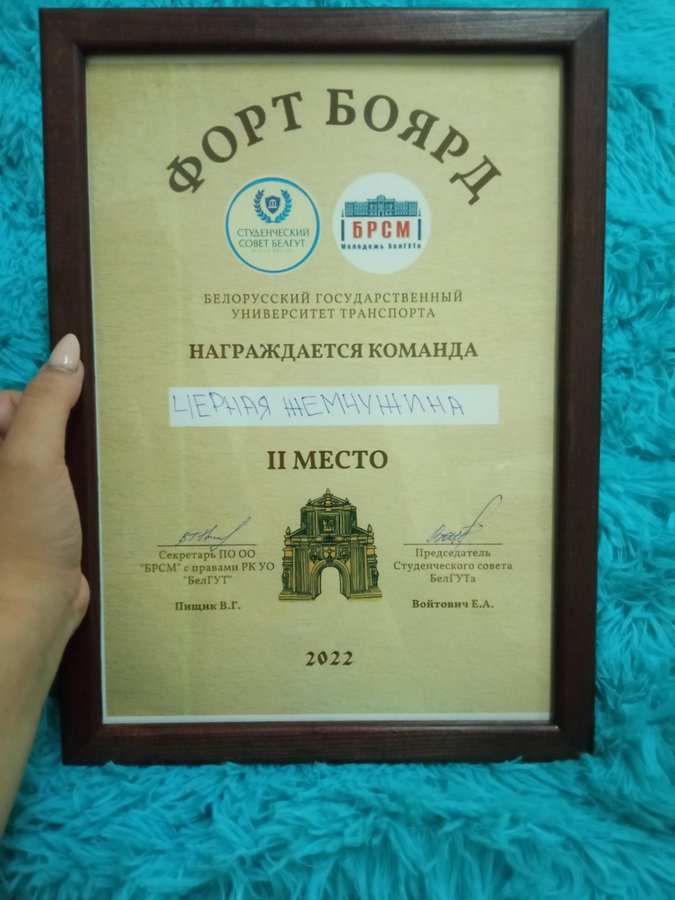 ФОРТ БОЯРД
СТУДЕНЧЕСКИЙ
СОВЕТ БЕЛГУТ
БРСМ
Молодежь БелГУТа
БЕЛОРУССКИЙ ГОСУДАРСТВЕННЫЙ
УНИВЕРСИТЕТ ТРАНСПОРТА
НАГРАЖДАЕТСЯ КОМАНДА
ЧЕРНАЯ ЖЕМЧУЖИНА
II МЕСТО
Секретарь ПО ОО
"БРСМ" с правами РК УО
"БелГУТ"
Пищик В.Г.
Председатель
Студенческого совета
БелГУТа
Войтович Е.А.
2022